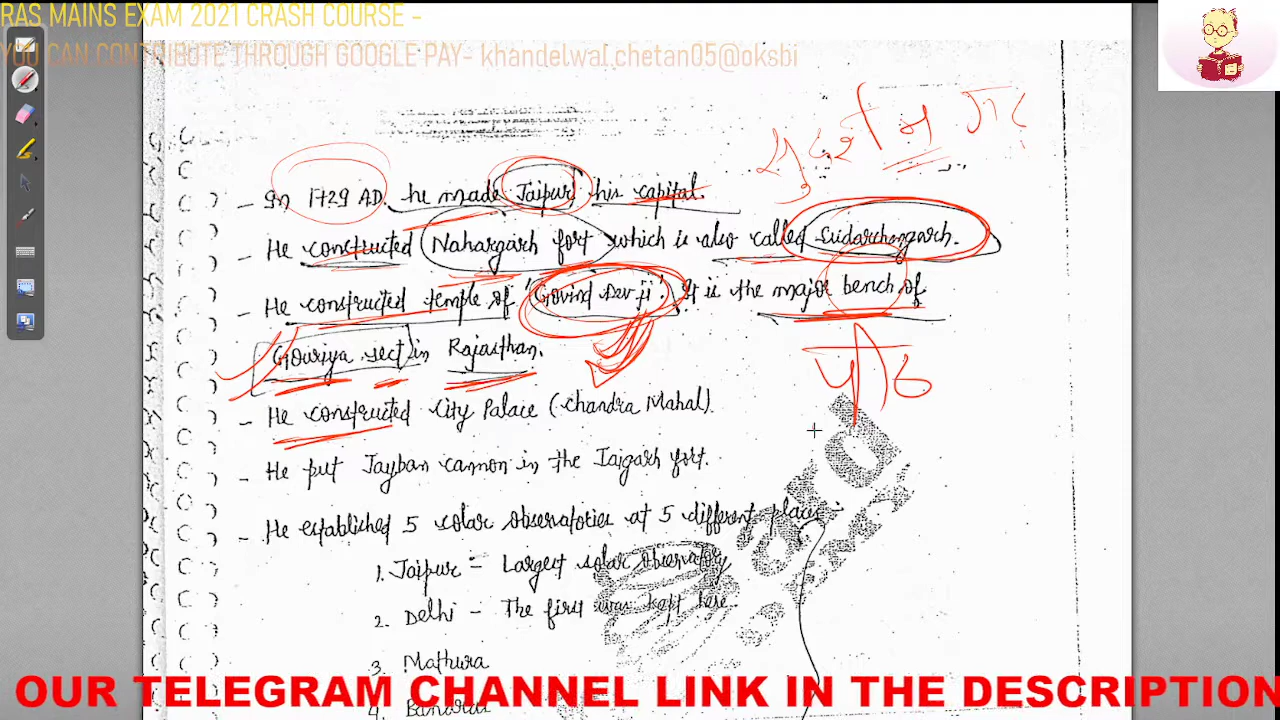 RAS MAINS EXAM 2021 CRASH COURSE -
YOU CAN CONTRIBUTE THROUGH GOOGLE PAY- khandelwal.chetan05@oksbi
- In 1729 AD. he made Jaipur his capital.
- He constructed Nahargarh fort which is also called Sudarshangarh.
- He constructed temple of 'Govind Dev ji'. It is the major bench of
Gouriya sect in Rajasthan.
- He constructed City Palace (Chandra Mahal).
- He put Jayban cannon in the Jaigarh fort.
- He established 5 solar observatories at 5 different places :-
1. Jaipur - Largest solar observatory
2. Delhi - The first was kept here.
3. Mathura
4. Banaras
OUR TELEGRAM CHANNEL LINK IN THE DESCRIPTION